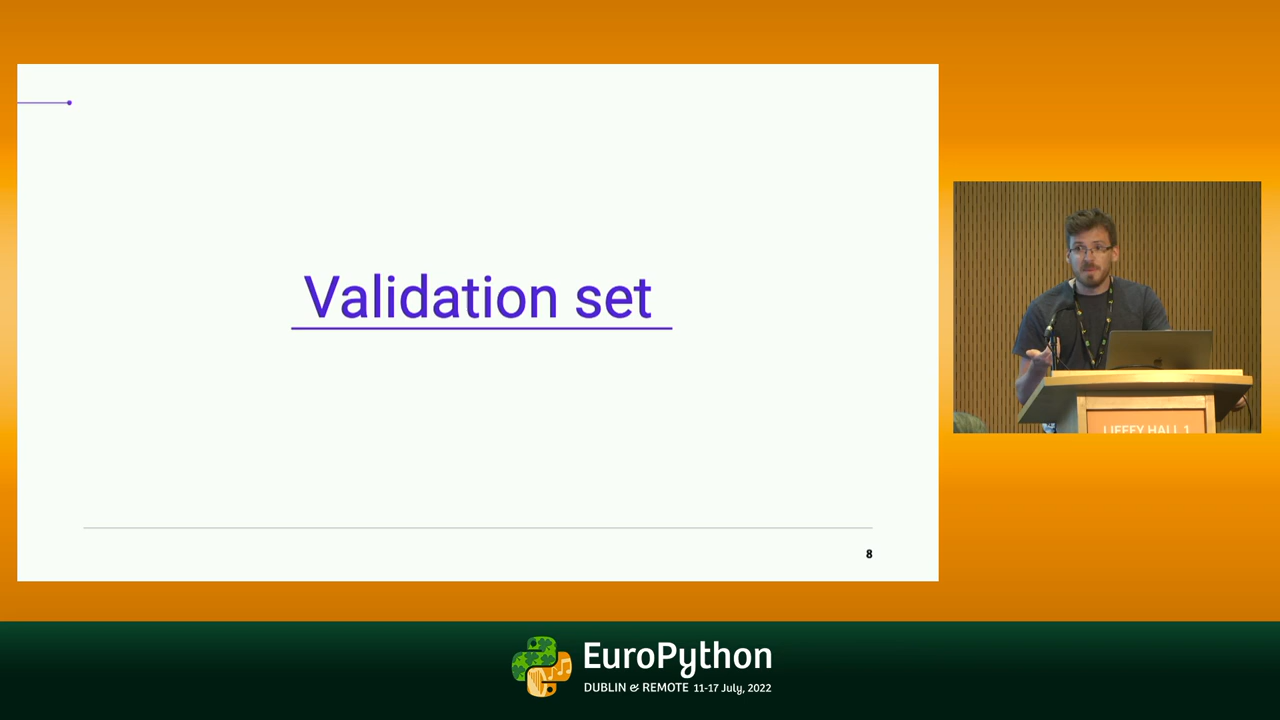 Validation set
8
LIFFEY HALL 1
EuroPython
DUBLIN & REMOTE 11-17 July, 2022